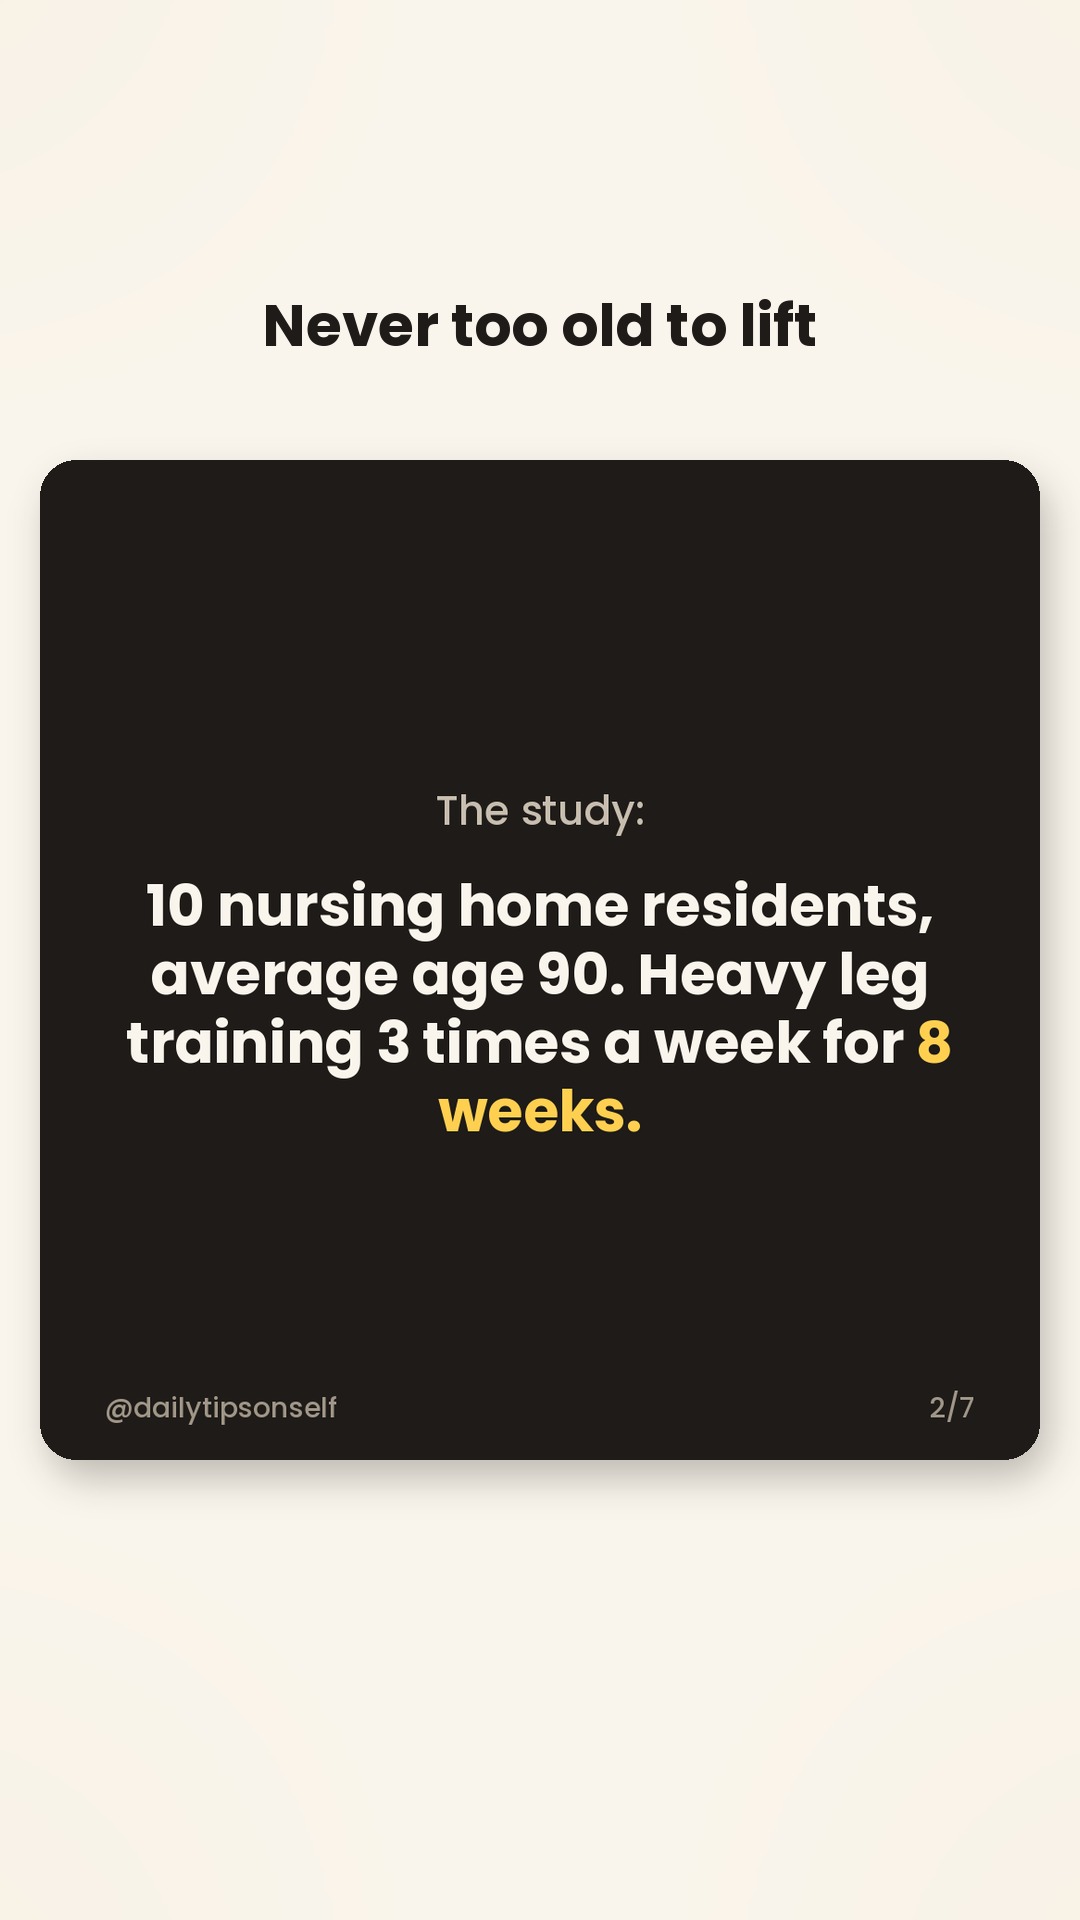 Never too old to lift
The study:
10 nursing home residents,
average age 90. Heavy leg
training 3 times a week for 8
weeks.
@dailytipsonself
2/7